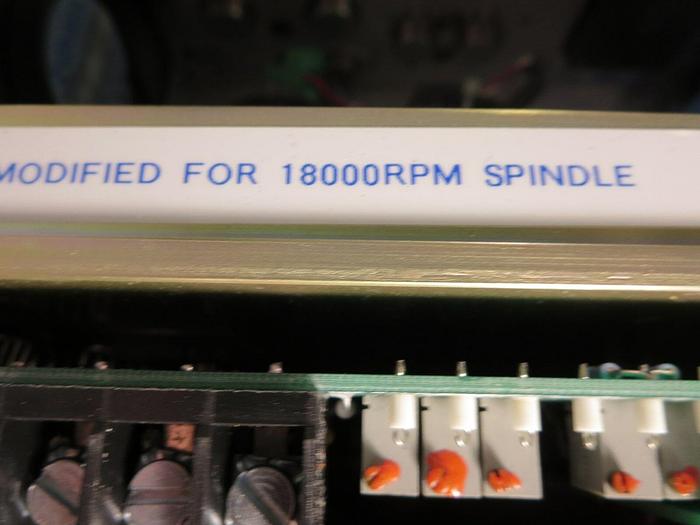 MODIFIED FOR 18000RPM SPINDLE